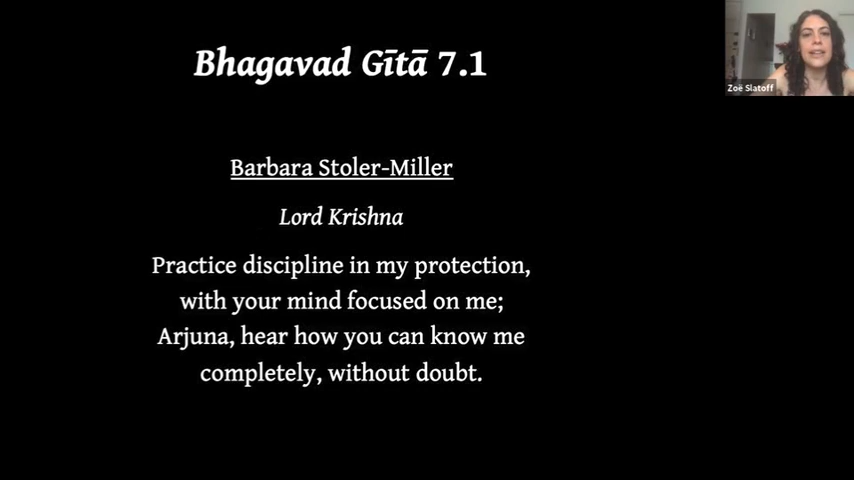 Bhagavad Gītā 7.1
Zoë Slatoff
Barbara Stoler-Miller
Lord Krishna
Practice discipline in my protection,
with your mind focused on me;
Arjuna, hear how you can know me
completely, without doubt.